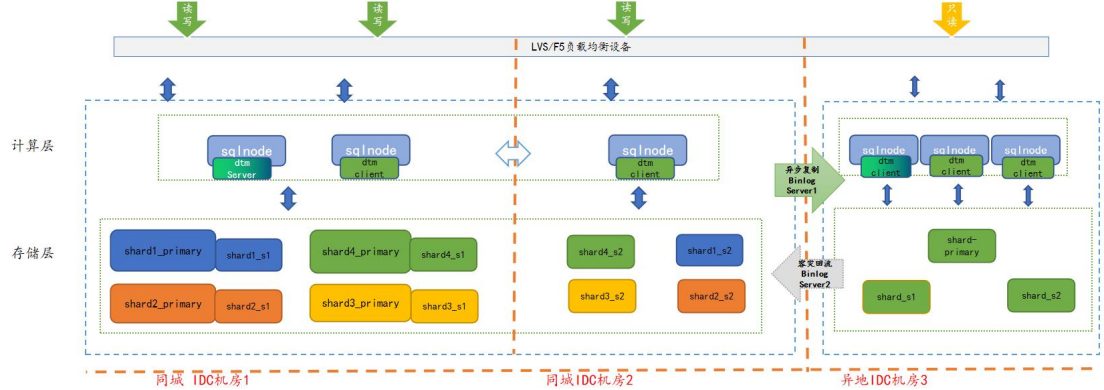 读写
读写
读写
只读
LVS/F5负载均衡设备
计算层
sqlnode
dtm
Server
sqlnode
dtm
client
sqlnode
dtm
client
异步复制
Binlog
Server1
sqlnode
dtm
client
sqlnode
dtm
client
sqlnode
dtm
client
存储层
shard1_primary
shard1_s1
shard4_primary
shard4_s1
shard4_s2
shard1_s2
shard2_primary
shard2_s1
shard3_primary
shard3_s1
shard3_s2
shard2_s2
容灾回流
Binlog
Server2
shard-
primary
shard_s1
shard_s2
同城 IDC机房1
同城IDC机房2
异地IDC机房3